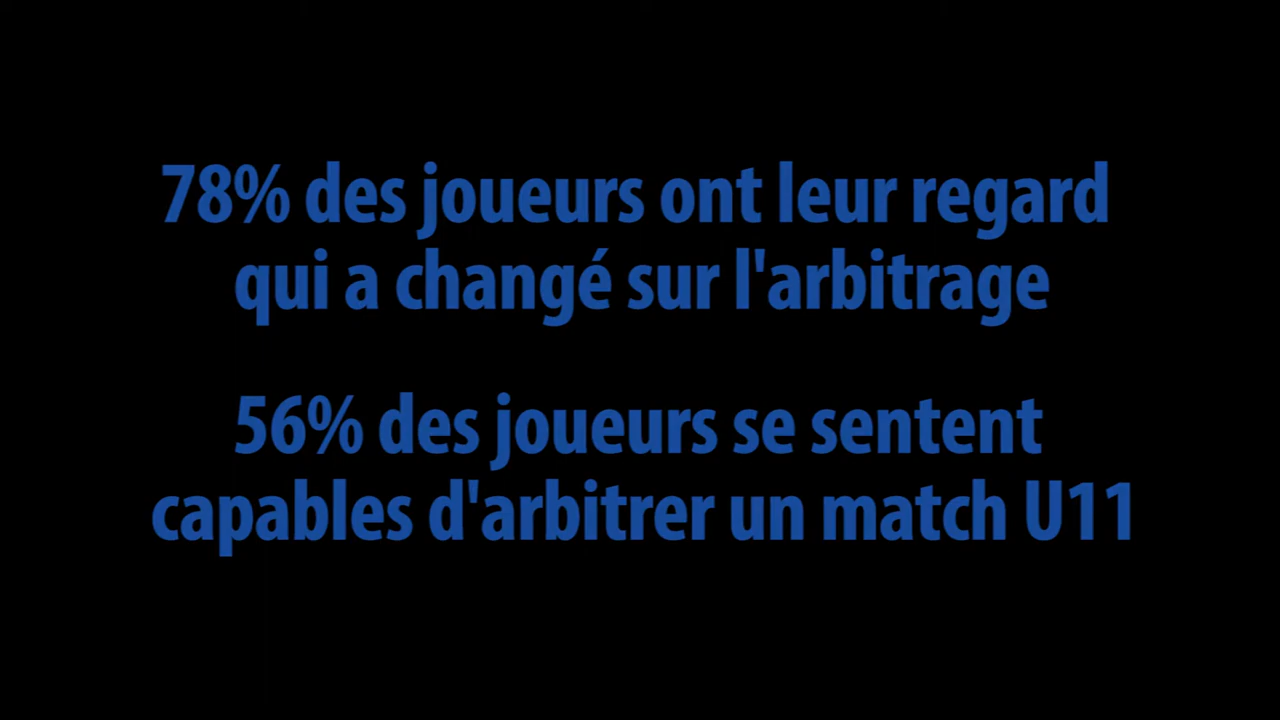 78% des joueurs ont leur regard
qui a changé sur l'arbitrage
56% des joueurs se sentent
capables d'arbitrer un match U11